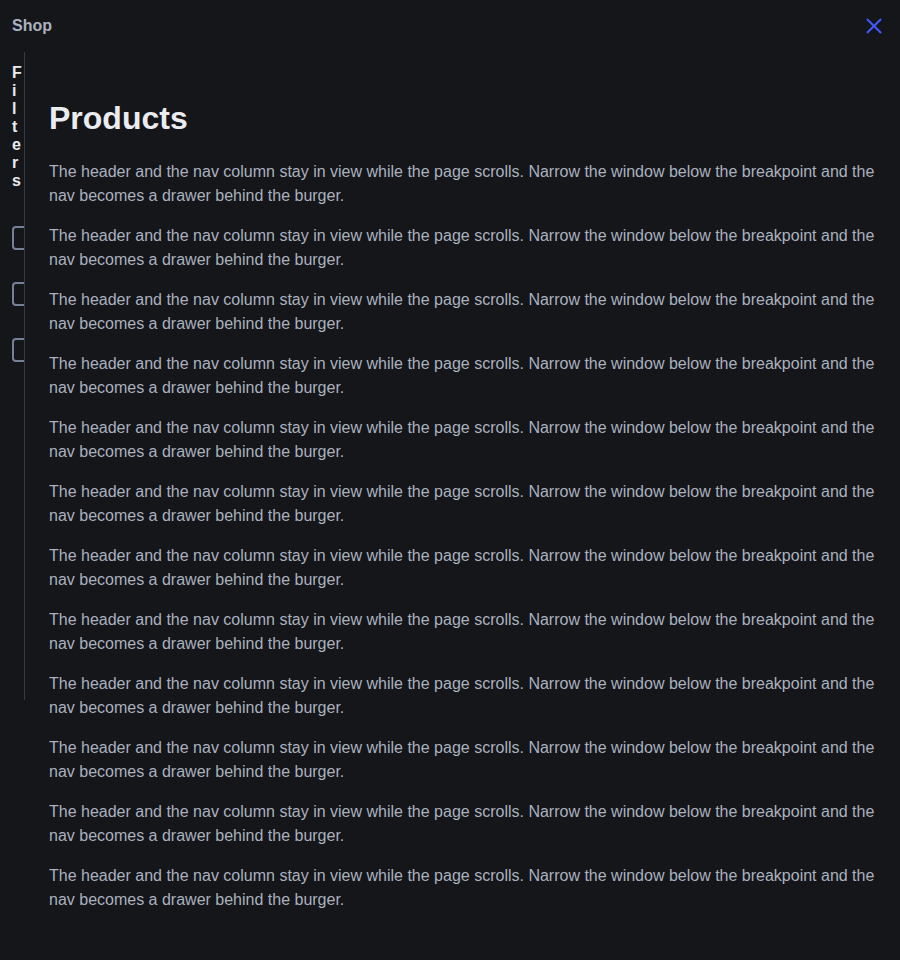 Shop
Filters
Products
The header and the nav column stay in view while the page scrolls. Narrow the window below the breakpoint and the
nav becomes a drawer behind the burger.
The header and the nav column stay in view while the page scrolls. Narrow the window below the breakpoint and the
nav becomes a drawer behind the burger.
The header and the nav column stay in view while the page scrolls. Narrow the window below the breakpoint and the
nav becomes a drawer behind the burger.
The header and the nav column stay in view while the page scrolls. Narrow the window below the breakpoint and the
nav becomes a drawer behind the burger.
The header and the nav column stay in view while the page scrolls. Narrow the window below the breakpoint and the
nav becomes a drawer behind the burger.
The header and the nav column stay in view while the page scrolls. Narrow the window below the breakpoint and the
nav becomes a drawer behind the burger.
The header and the nav column stay in view while the page scrolls. Narrow the window below the breakpoint and the
nav becomes a drawer behind the burger.
The header and the nav column stay in view while the page scrolls. Narrow the window below the breakpoint and the
nav becomes a drawer behind the burger.
The header and the nav column stay in view while the page scrolls. Narrow the window below the breakpoint and the
nav becomes a drawer behind the burger.
The header and the nav column stay in view while the page scrolls. Narrow the window below the breakpoint and the
nav becomes a drawer behind the burger.
The header and the nav column stay in view while the page scrolls. Narrow the window below the breakpoint and the
nav becomes a drawer behind the burger.
The header and the nav column stay in view while the page scrolls. Narrow the window below the breakpoint and the
nav becomes a drawer behind the burger.